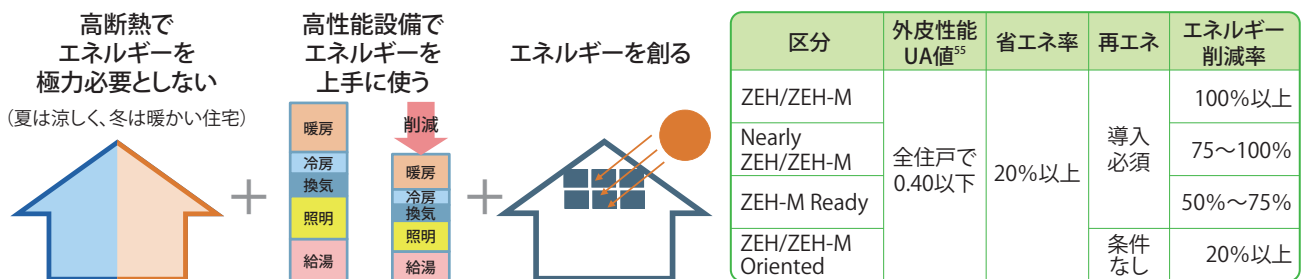 高断熱で
エネルギーを
極力必要としない
（夏は涼しく、冬は暖かい住宅）
高性能設備で
エネルギーを
上手に使う
暖房
冷房
換気
照明
給湯
削減
暖房
冷房
換気
照明
給湯
エネルギーを創る
区分
外皮性能
UA値55
省エネ率
再エネ
エネルギー
削減率
ZEH/ZEH-M
100%以上
Nearly
ZEH/ZEH-M
75～100%
ZEH-M Ready
50%～75%
ZEH/ZEH-M
Oriented
20%以上
全住戸で
0.40以下
20%以上
導入
必須
条件
なし